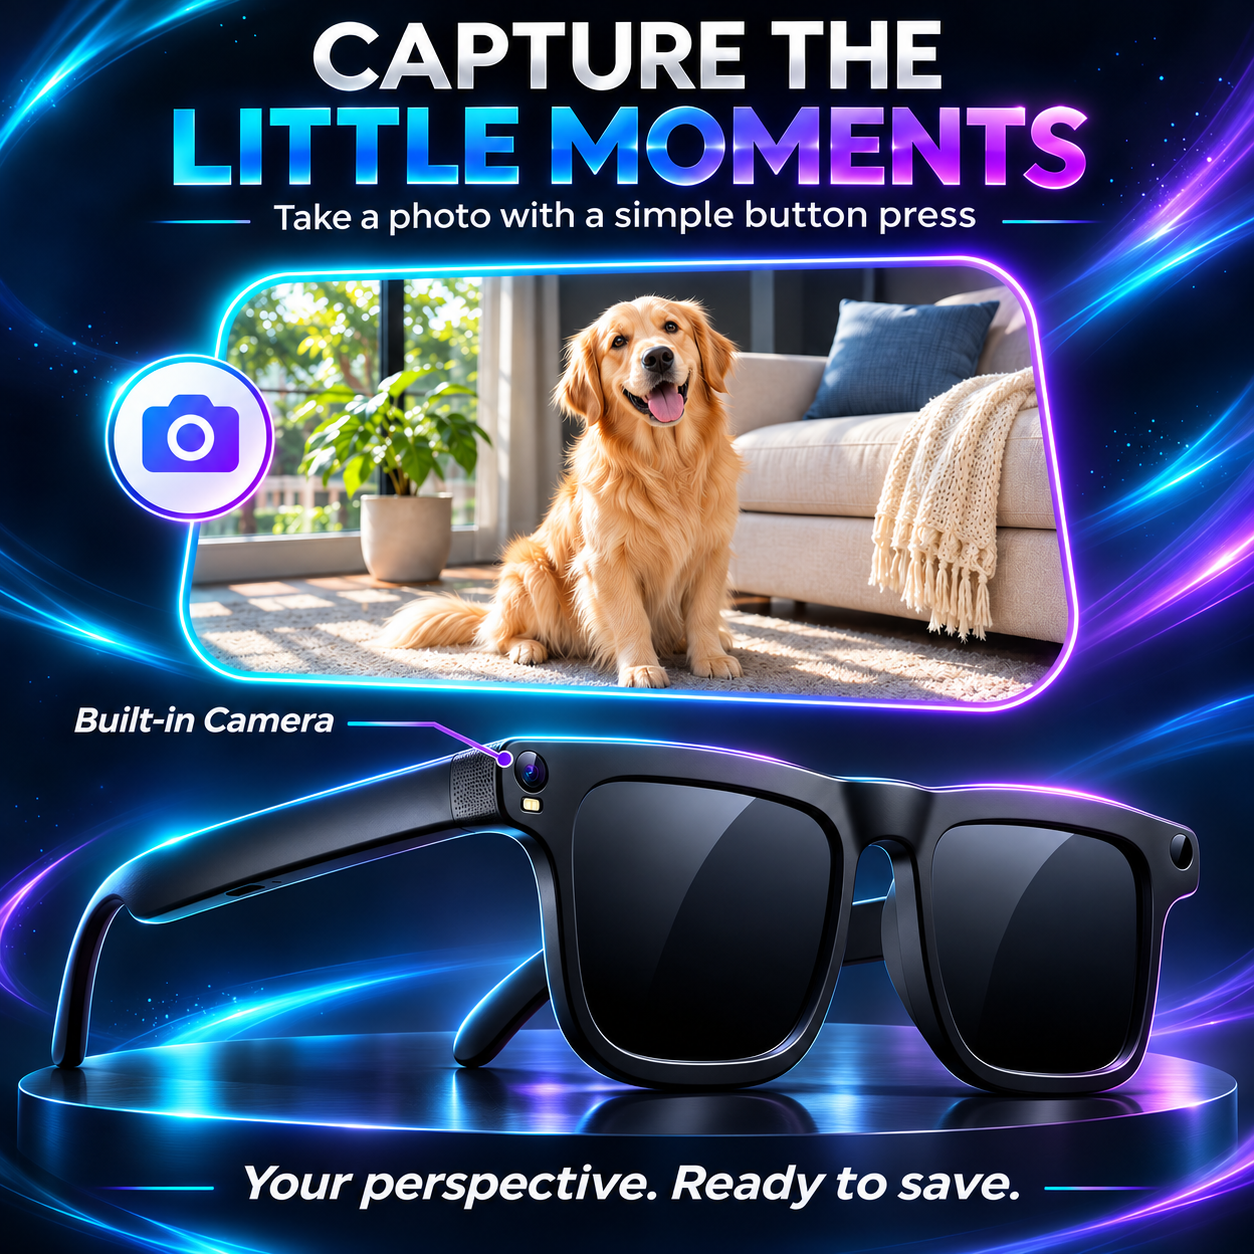 CAPTURE THE
LITTLE MOMENTS
Take a photo with a simple button press
Built-in Camera
Your perspective. Ready to save.